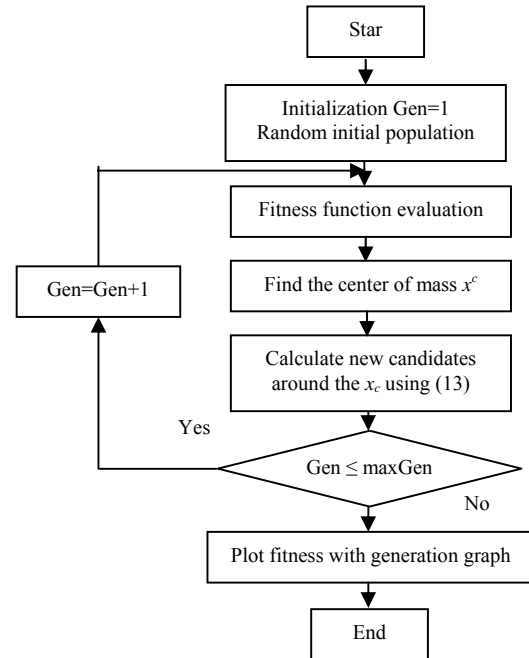 Star
Initialization Gen=1
Random initial population
Fitness function evaluation
Gen=Gen+1
Find the center of mass x^c
Calculate new candidates
around the x_c using (13)
Yes
Gen ≤ maxGen
No
Plot fitness with generation graph
End